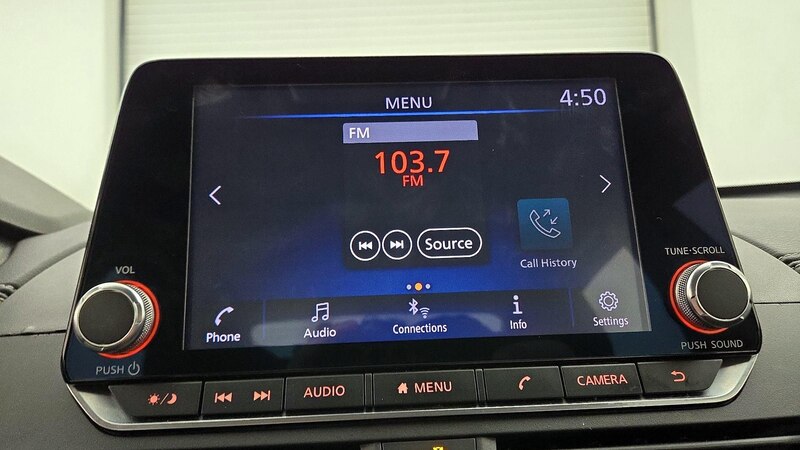 MENU
4:50
FM
103.7
FM
Source
Call History
Phone
Audio
Connections
Info
Settings
VOL
PUSH
TUNE·SCROLL
PUSH SOUND
AUDIO
MENU
CAMERA